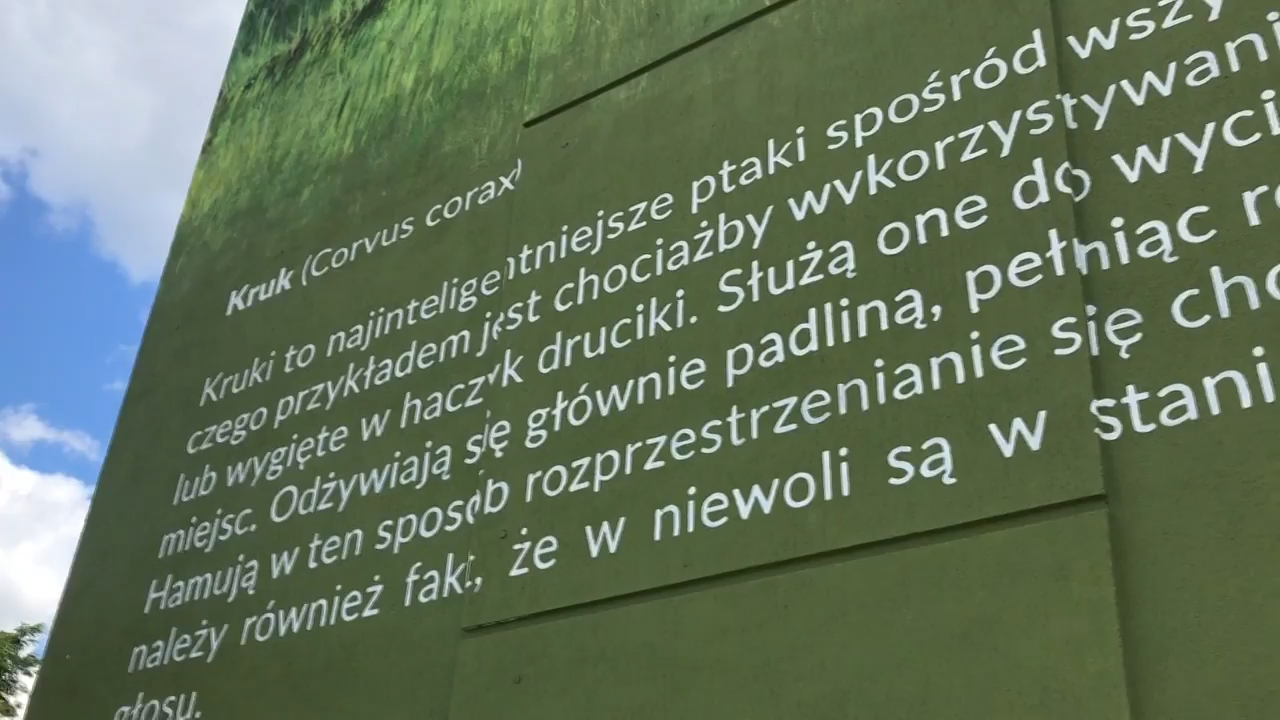 Kruk (Corvus corax)
Kruki to najinteligentniejsze ptaki spośród wszy
czego przykładem jest chociażby wykorzystywani
lub wygięte w haczyk druciki. Służą one do wyci
miejsc. Odżywiają się głównie padliną, pełniąc
Hamują w ten sposób rozprzestrzenianie się cho
należy również fakt, że w niewoli są w stani
głosu.